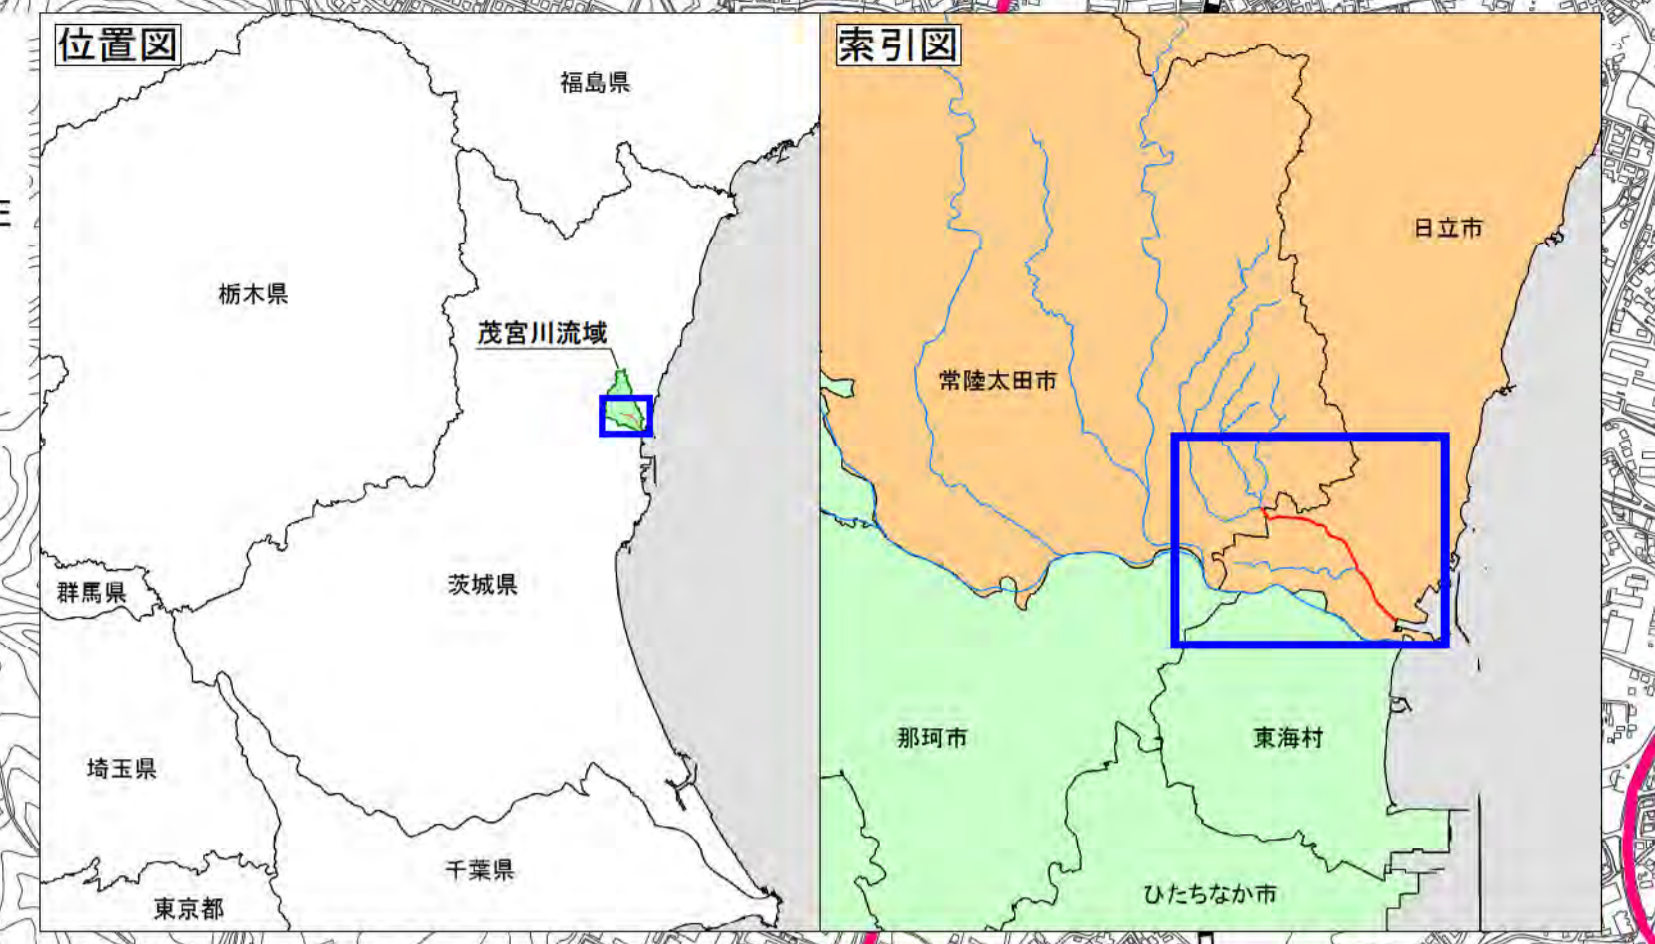 位置図
福島県
栃木県
茂宮川流域
茨城県
群馬県
埼玉県
千葉県
東京都
索引図
日立市
常陸太田市
那珂市
東海村
ひたちなか市